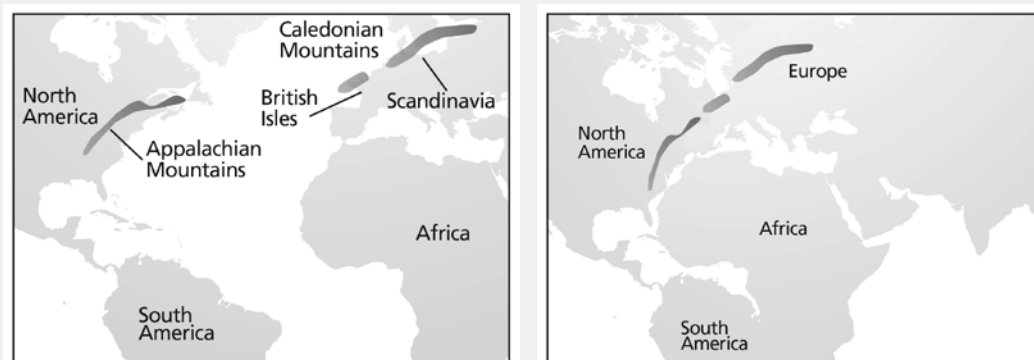 Caledonian
Mountains
North
America
British
Isles
Scandinavia
Appalachian
Mountains
Africa
South
America
Europe
North
America
Africa
South
America